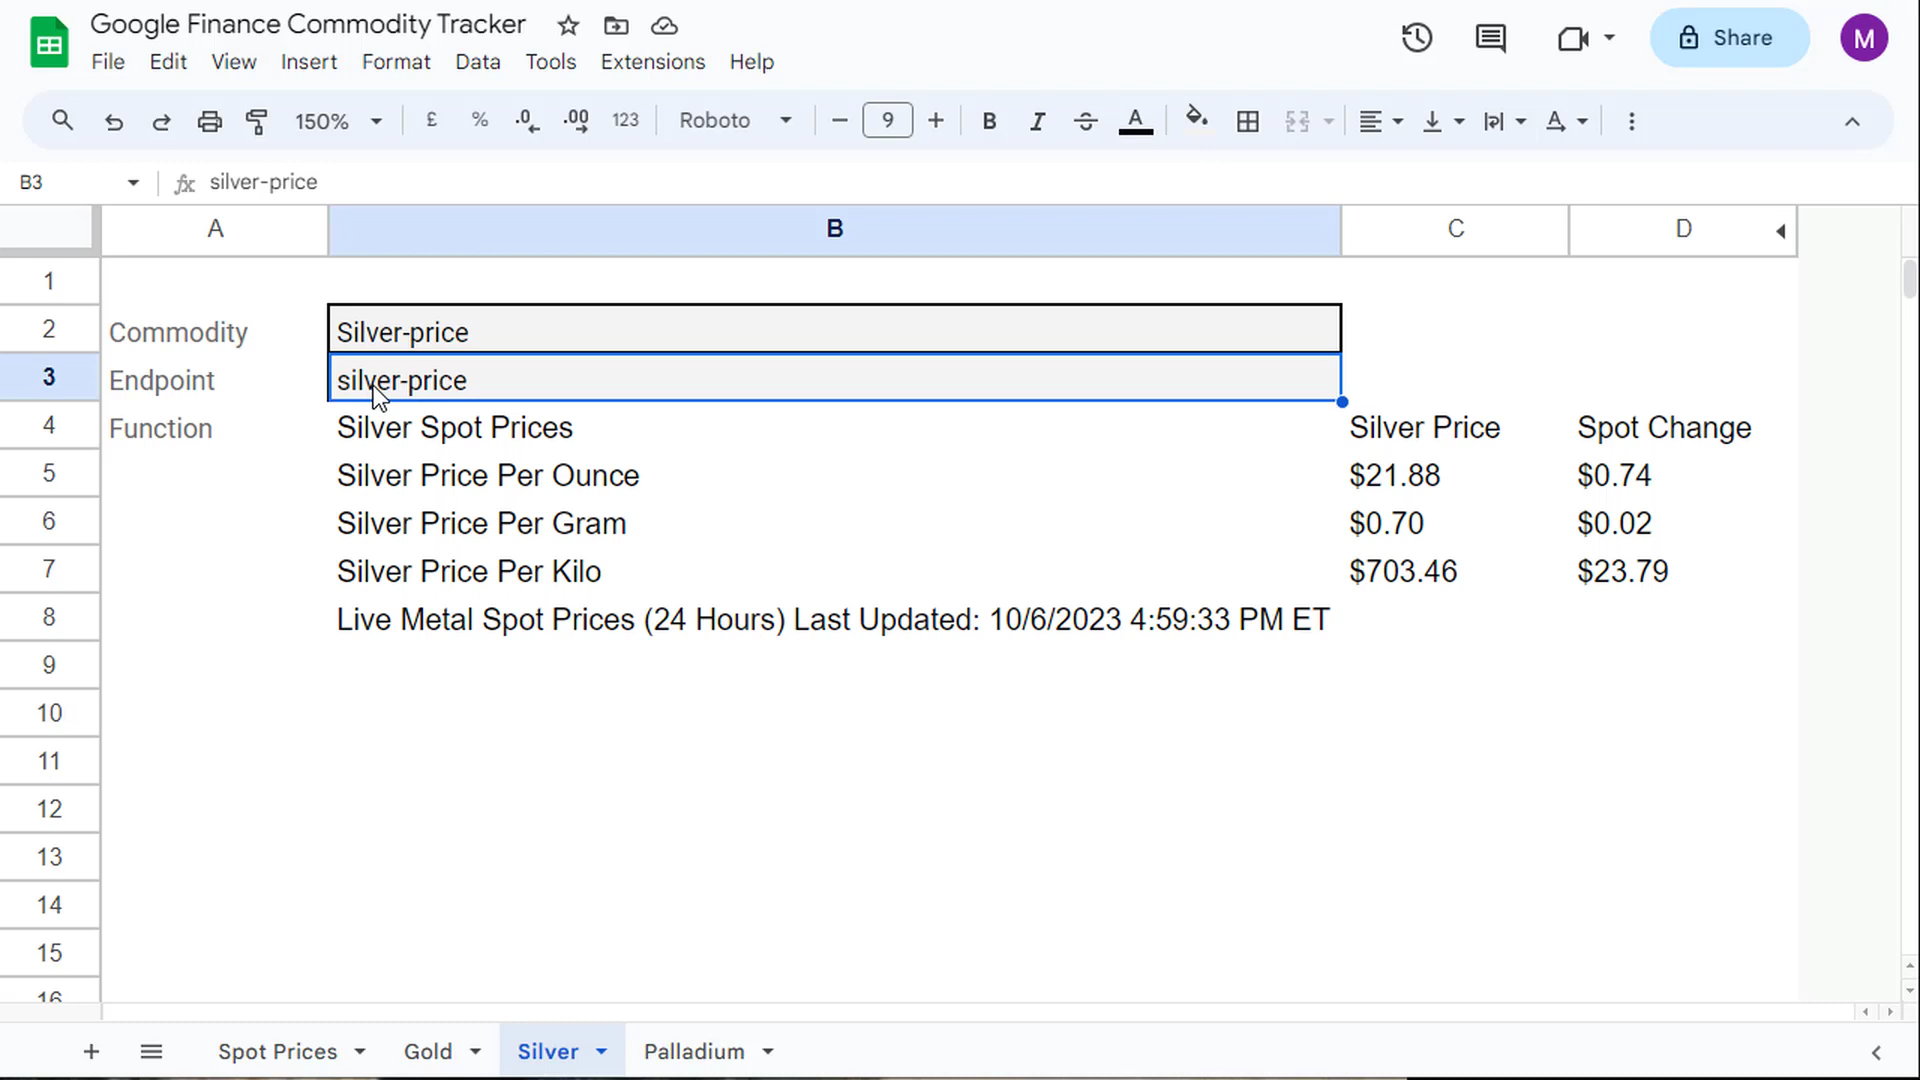 Google Finance Commodity Tracker
File Edit View Insert Format Data Tools Extensions Help
Share
M
150% £ % .0 .00 123 Roboto 9 B I S A
B3 fx silver-price
A B C D
1
2 Commodity Silver-price
3 Endpoint silver-price
4 Function Silver Spot Prices Silver Price Spot Change
5 Silver Price Per Ounce $21.88 $0.74
6 Silver Price Per Gram $0.70 $0.02
7 Silver Price Per Kilo $703.46 $23.79
8 Live Metal Spot Prices (24 Hours) Last Updated: 10/6/2023 4:59:33 PM ET
9
10
11
12
13
14
15
16
Spot Prices Gold Silver Palladium